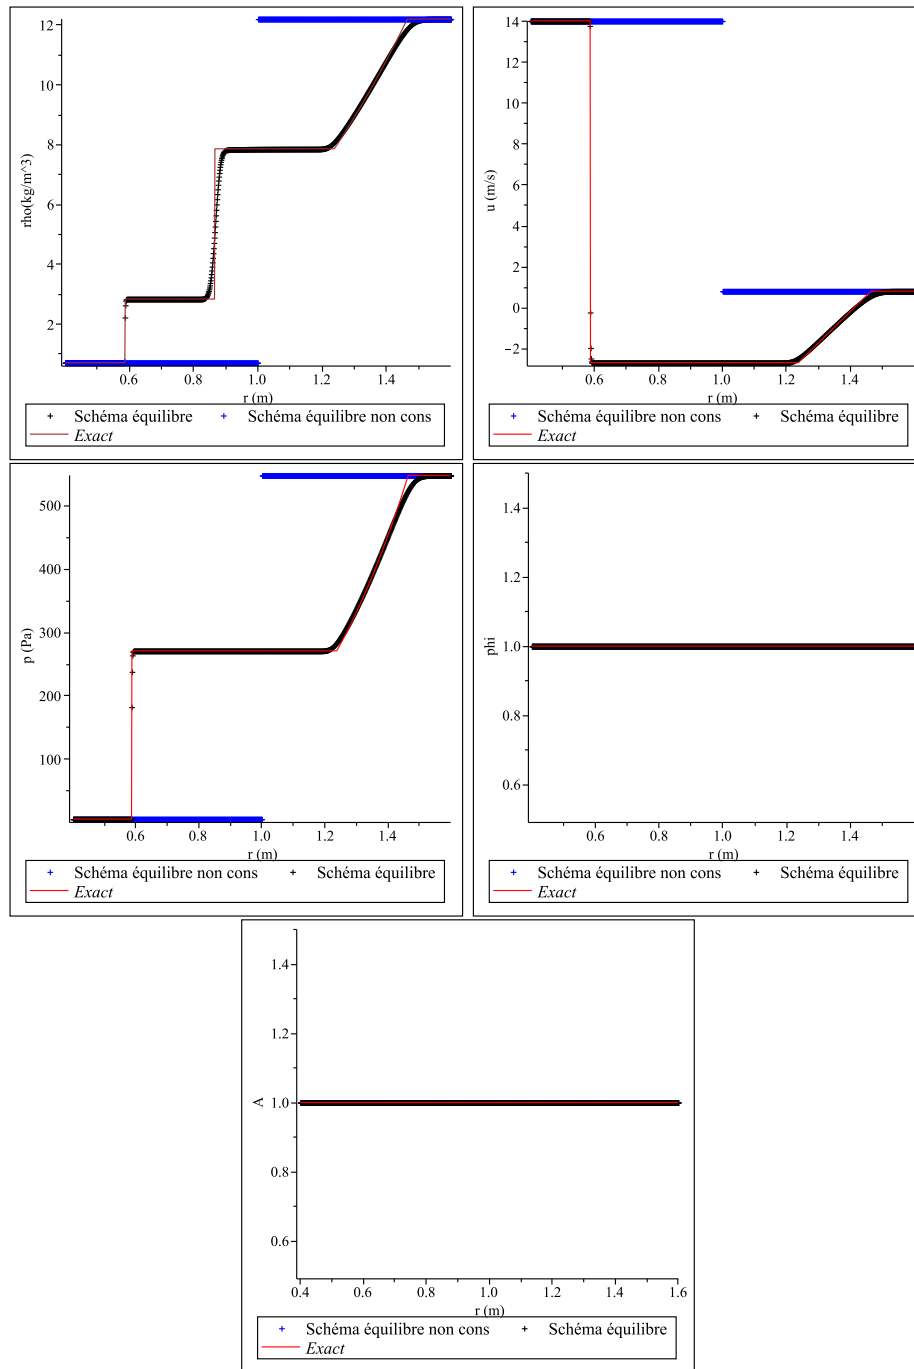 rho(kg/m^3)
12
10
8
6
4
2
0.6 0.8 1.0 1.2 1.4
r (m)
+ Schéma équilibre + Schéma équilibre non cons
Exact
u (m/s)
14
12
10
8
6
4
2
0
−2
0.6 0.8 1.0 1.2 1.4
r (m)
+ Schéma équilibre non cons + Schéma équilibre
Exact
p (Pa)
500
400
300
200
100
0.6 0.8 1.0 1.2 1.4
r (m)
+ Schéma équilibre non cons + Schéma équilibre
Exact
phi
1.4
1.2
1.0
0.8
0.6
0.6 0.8 1.0 1.2 1.4
r (m)
+ Schéma équilibre non cons + Schéma équilibre
Exact
A
1.4
1.2
1.0
0.8
0.6
0.4 0.6 0.8 1.0 1.2 1.4 1.6
r (m)
+ Schéma équilibre non cons + Schéma équilibre
Exact